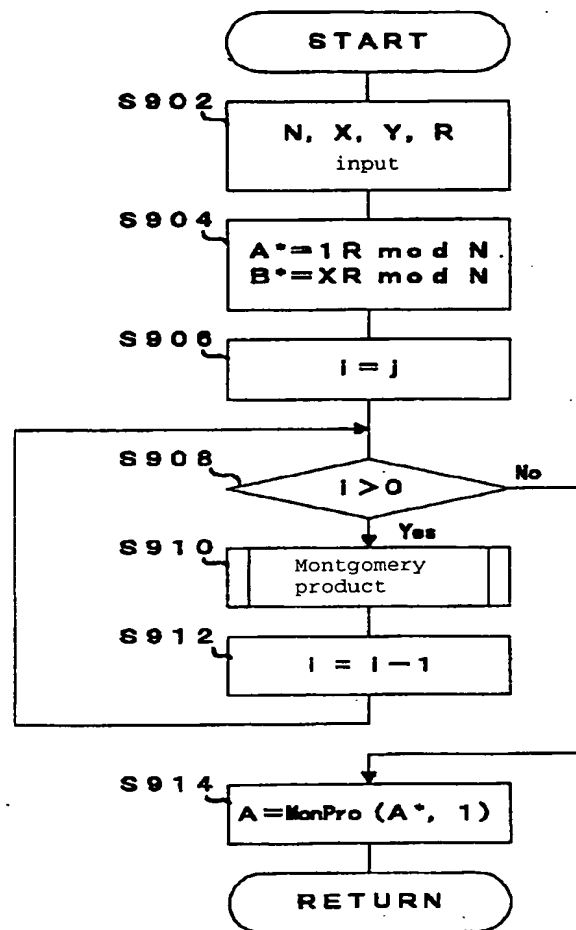 START
S902
N, X, Y, R
input
S904
A*=1R mod N
B*=XR mod N
S906
i=j
S908
i>0
No
Yes
S910
Montgomery
product
S912
i = i-1
S914
A=MonPro (A*, 1)
RETURN